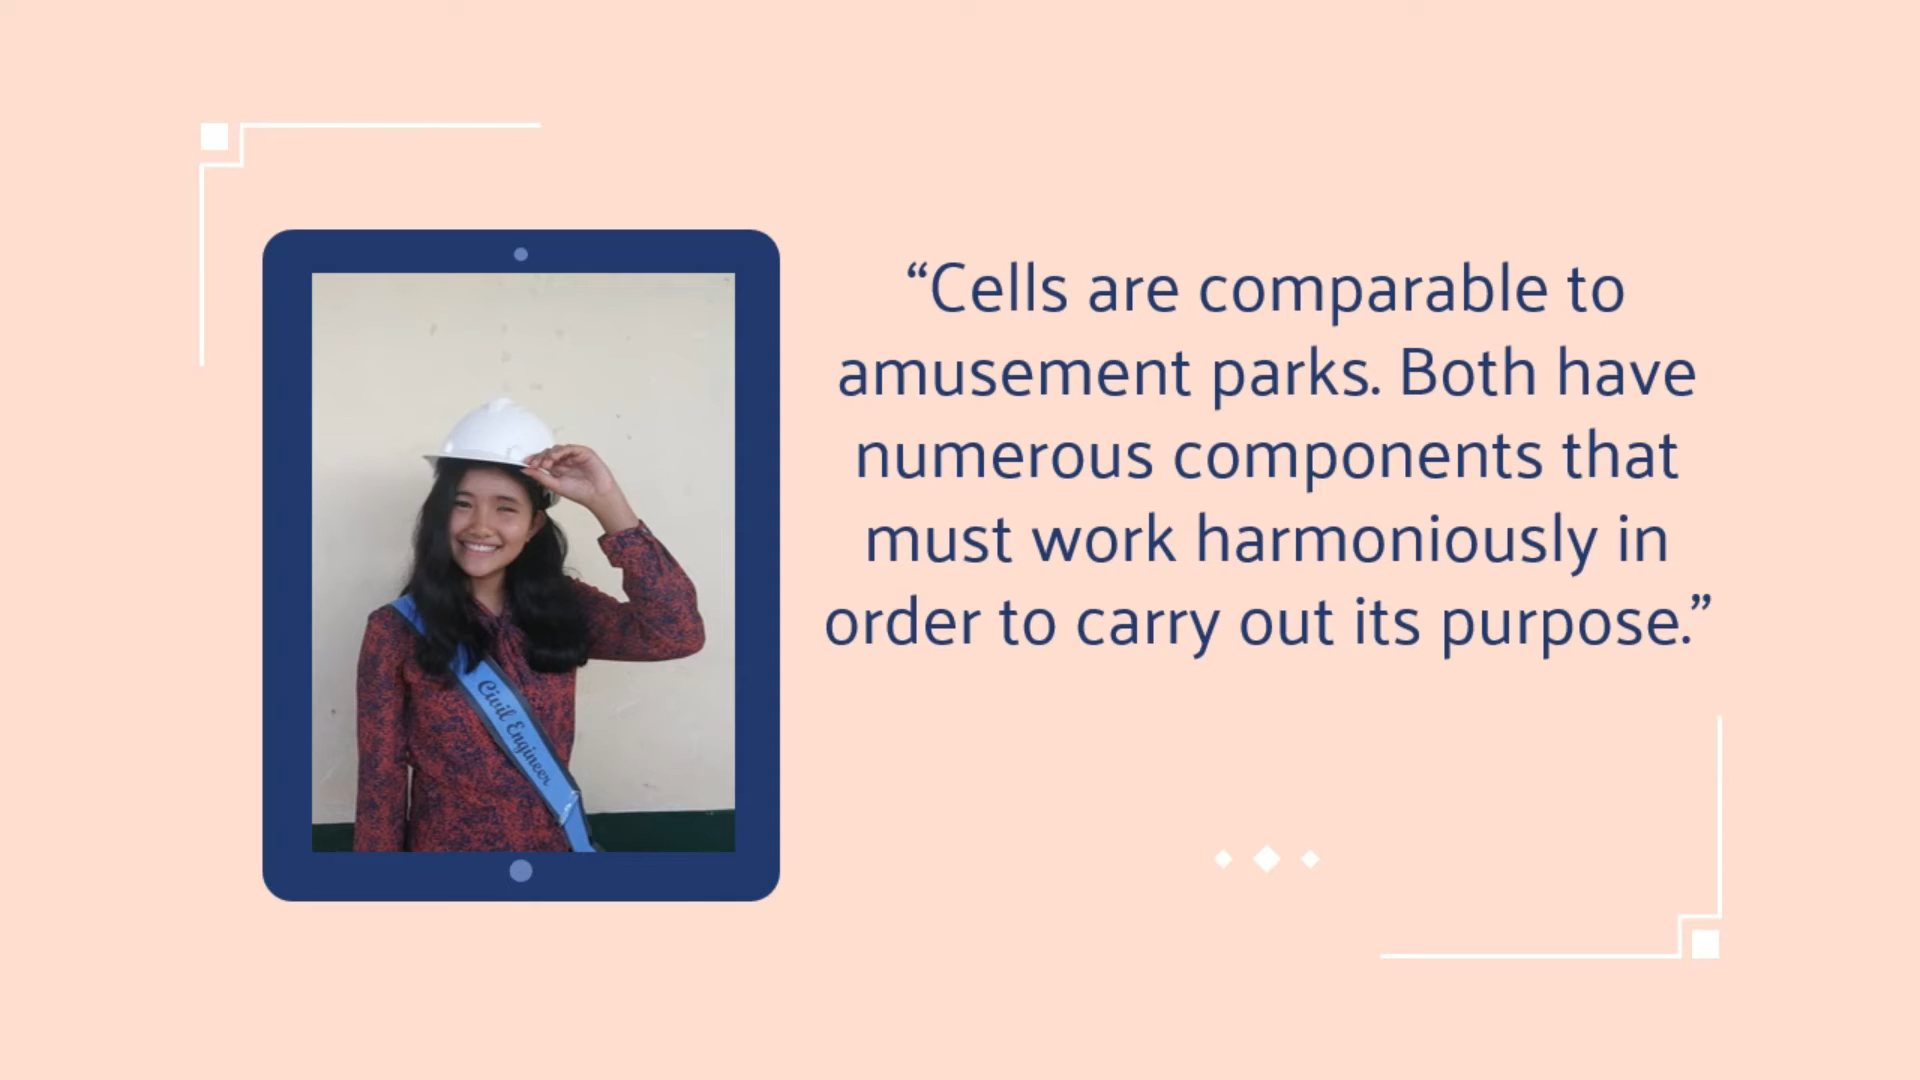 “Cells are comparable to
amusement parks. Both have
numerous components that
must work harmoniously in
order to carry out its purpose.”
Civil Engineer